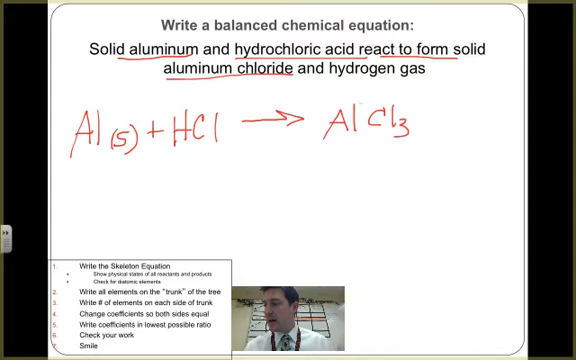 Write a balanced chemical equation:
Solid aluminum and hydrochloric acid react to form solid
aluminum chloride and hydrogen gas
Al(s) + HCl → AlCl3
1. Write the Skeleton Equation
• Show physical states of all reactants and products
• Check for diatomic elements
2. Write all elements on the "trunk" of the tree
3. Write # of elements on each side of trunk
4. Change coefficients so both sides equal
5. Write coefficients in lowest possible ratio
6. Check your work
7. Smile